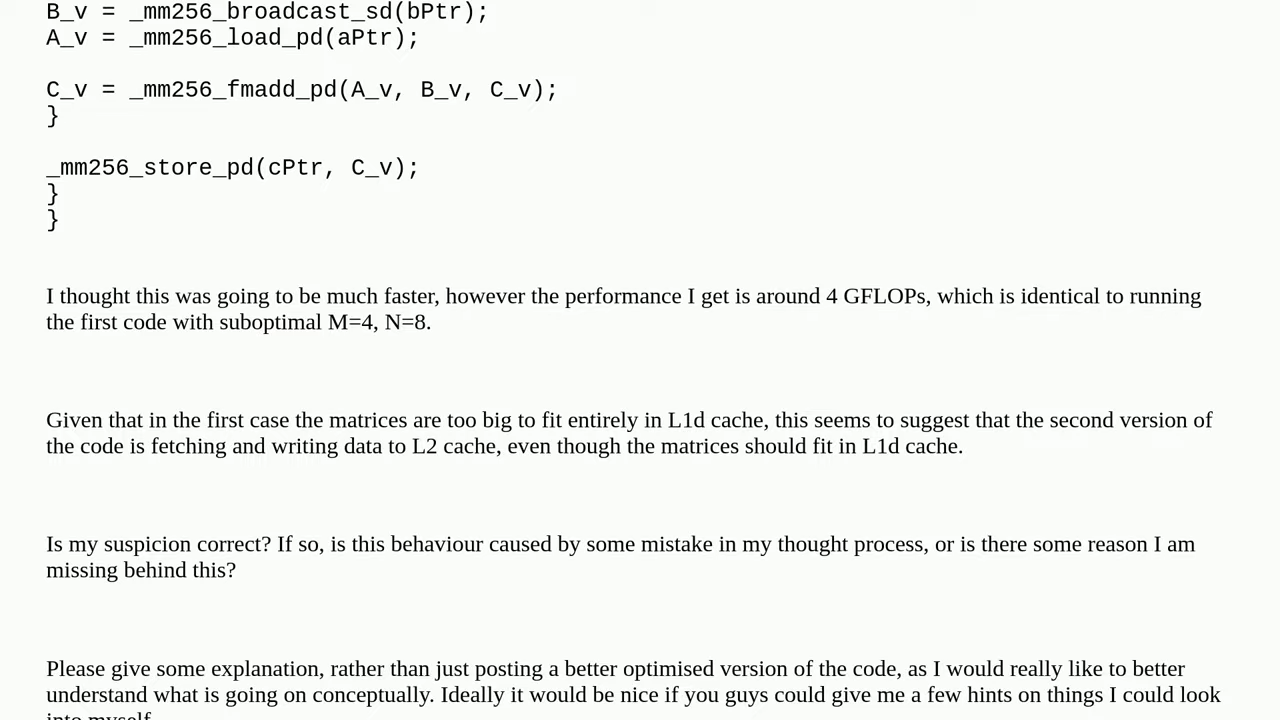 B_v = _mm256_broadcast_sd(bPtr);
A_v = _mm256_load_pd(aPtr);
C_v = _mm256_fmadd_pd(A_v, B_v, C_v);
}
_mm256_store_pd(cPtr, C_v);
}
}
I thought this was going to be much faster, however the performance I get is around 4 GFLOPs, which is identical to running
the first code with suboptimal M=4, N=8.
Given that in the first case the matrices are too big to fit entirely in L1d cache, this seems to suggest that the second version of
the code is fetching and writing data to L2 cache, even though the matrices should fit in L1d cache.
Is my suspicion correct? If so, is this behaviour caused by some mistake in my thought process, or is there some reason I am
missing behind this?
Please give some explanation, rather than just posting a better optimised version of the code, as I would really like to better
understand what is going on conceptually. Ideally it would be nice if you guys could give me a few hints on things I could look
into myself